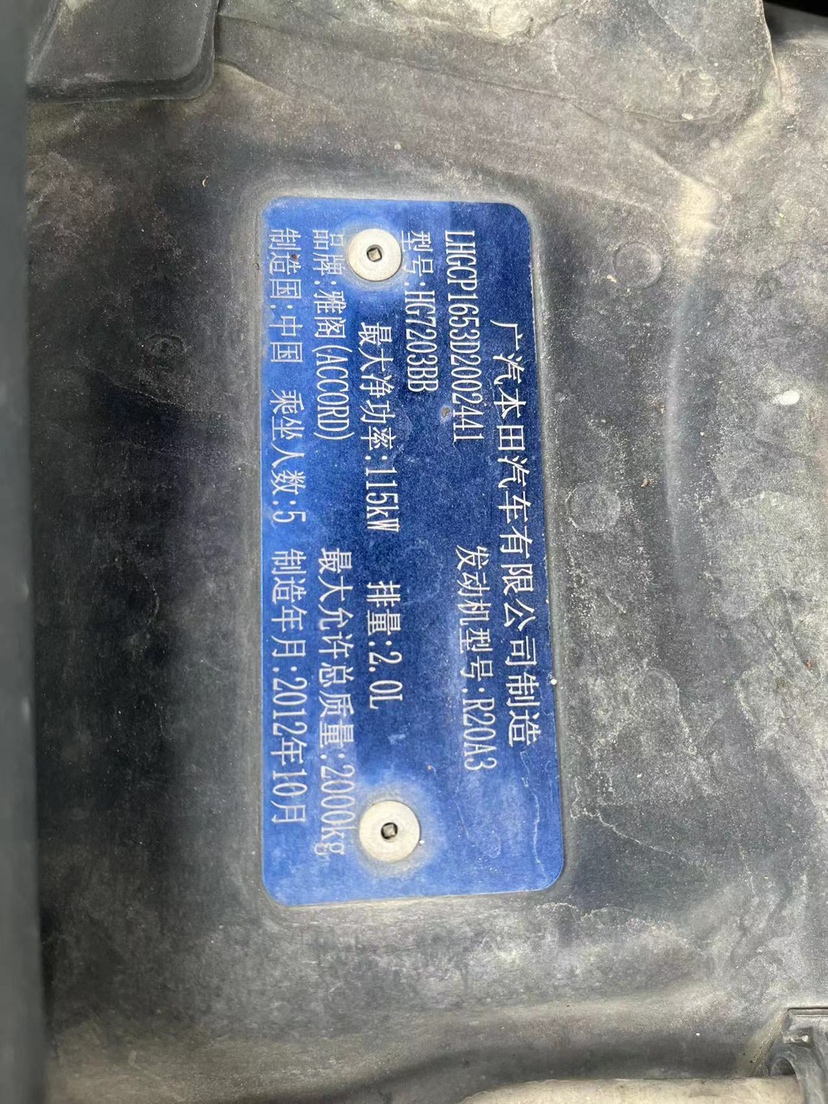 广汽本田汽车有限公司制造
LHGCP1653D2002441 发动机型号:R20A3
型号:HG7203BB
最大净功率:115kW 排量:2.0L
品牌:雅阁(ACCORD) 最大允许总质量:2000kg
制造国:中国 乘坐人数:5 制造年月:2012年10月